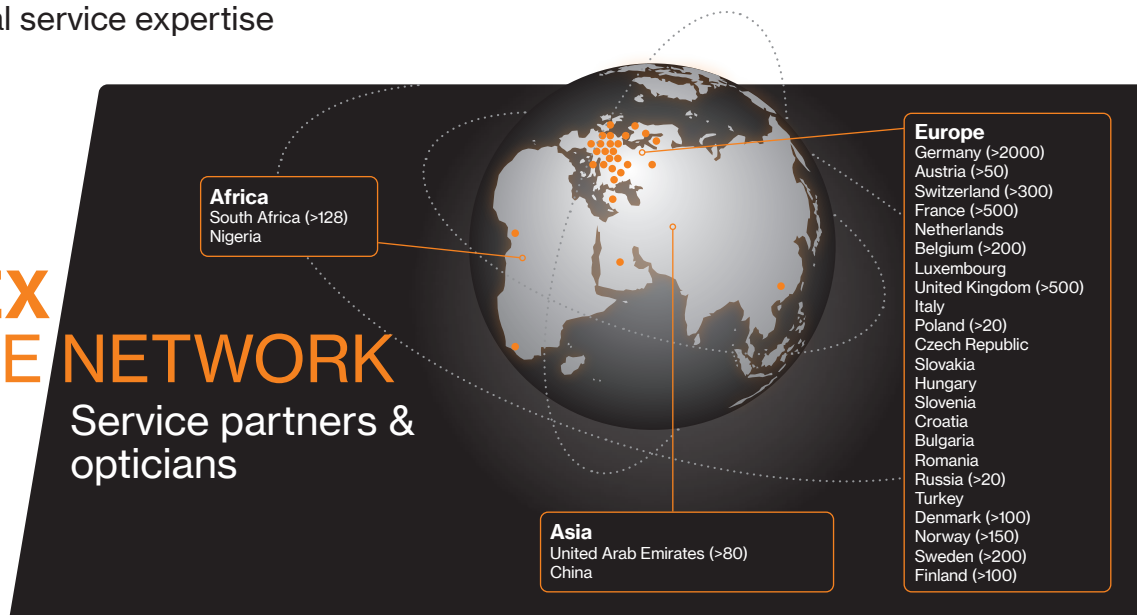 al service expertise
Africa
South Africa (>128)
Nigeria
EX
E NETWORK
Service partners &
opticians
Asia
United Arab Emirates (>80)
China
Europe
Germany (>2000)
Austria (>50)
Switzerland (>300)
France (>500)
Netherlands
Belgium (>200)
Luxembourg
United Kingdom (>500)
Italy
Poland (>20)
Czech Republic
Slovakia
Hungary
Slovenia
Croatia
Bulgaria
Romania
Russia (>20)
Turkey
Denmark (>100)
Norway (>150)
Sweden (>200)
Finland (>100)